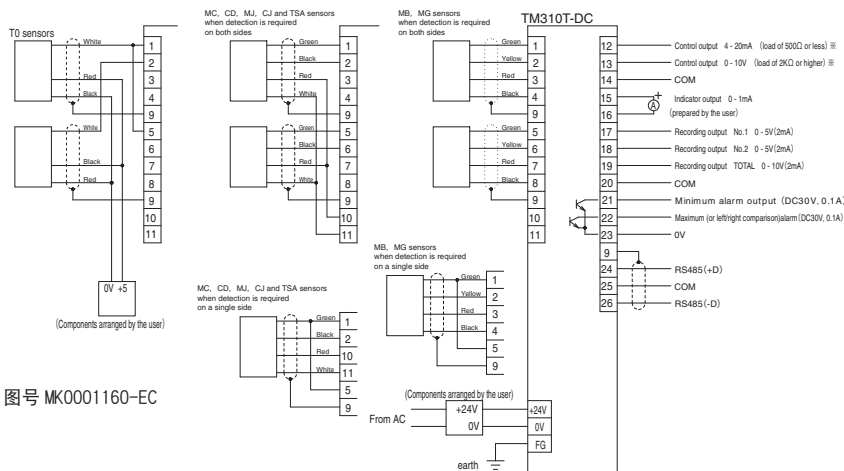 T0 sensors
White
Red
Black
White
Black
Red
1
2
3
4
9
5
6
7
8
9
10
11
0V +5
(Components arranged by the user)
MC, CD, MJ, CJ and TSA sensors
when detection is required
on both sides
Green
Black
Red
White
Green
Black
Red
White
1
2
3
4
9
5
6
7
8
9
10
11
MB, MG sensors
when detection is required
on both sides
Green
Yellow
Red
Black
Green
Yellow
Red
Black
TM310T-DC
1
2
3
4
9
5
6
7
8
9
10
11
12 Control output 4-20mA (load of 500Ω or less) ※
13 Control output 0-10V (load of 2KΩ or higher) ※
14 COM
15 Indicator output 0-1mA
+
A
16 (prepared by the user)
17 Recording output No.1 0-5V(2mA)
18 Recording output No.2 0-5V(2mA)
19 Recording output TOTAL 0-10V(2mA)
20 COM
21 Minimum alarm output (DC30V, 0.1A)
22 Maximum (or left/right comparison)alarm(DC30V, 0.1A)
23 0V
9
24 RS485(+D)
25 COM
26 RS485(-D)
MC, CD, MJ, CJ and TSA sensors
when detection is required
on a single side
Green
Black
Red
White
1
2
10
11
5
9
MB, MG sensors
when detection is required
on a single side
Green
Yellow
Red
Black
1
2
3
4
5
9
(Components arranged by the user)
From AC
+24V
0V
+24V
0V
FG
earth
图号 MK0001160-EC